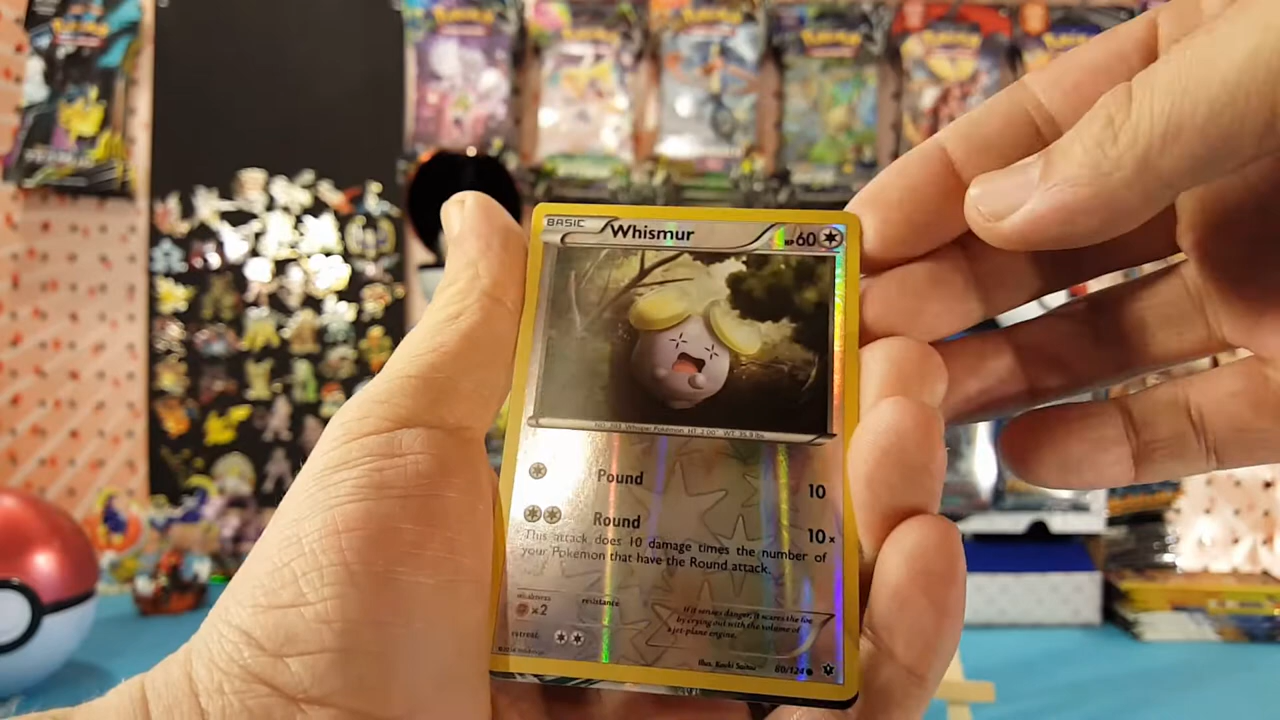 BASIC Whismur HP60
NO. 293 Whisper Pokémon HT: 2'00" WT: 35.9 lbs.
Pound 10
Round 10×
This attack does 10 damage times the number of
your Pokémon that have the Round attack.
weakness resistance
×2
retreat
If it senses danger, it scares the foe
by crying out with the volume of
a jet-plane engine.
Illus. Kouki Saitou
80/124